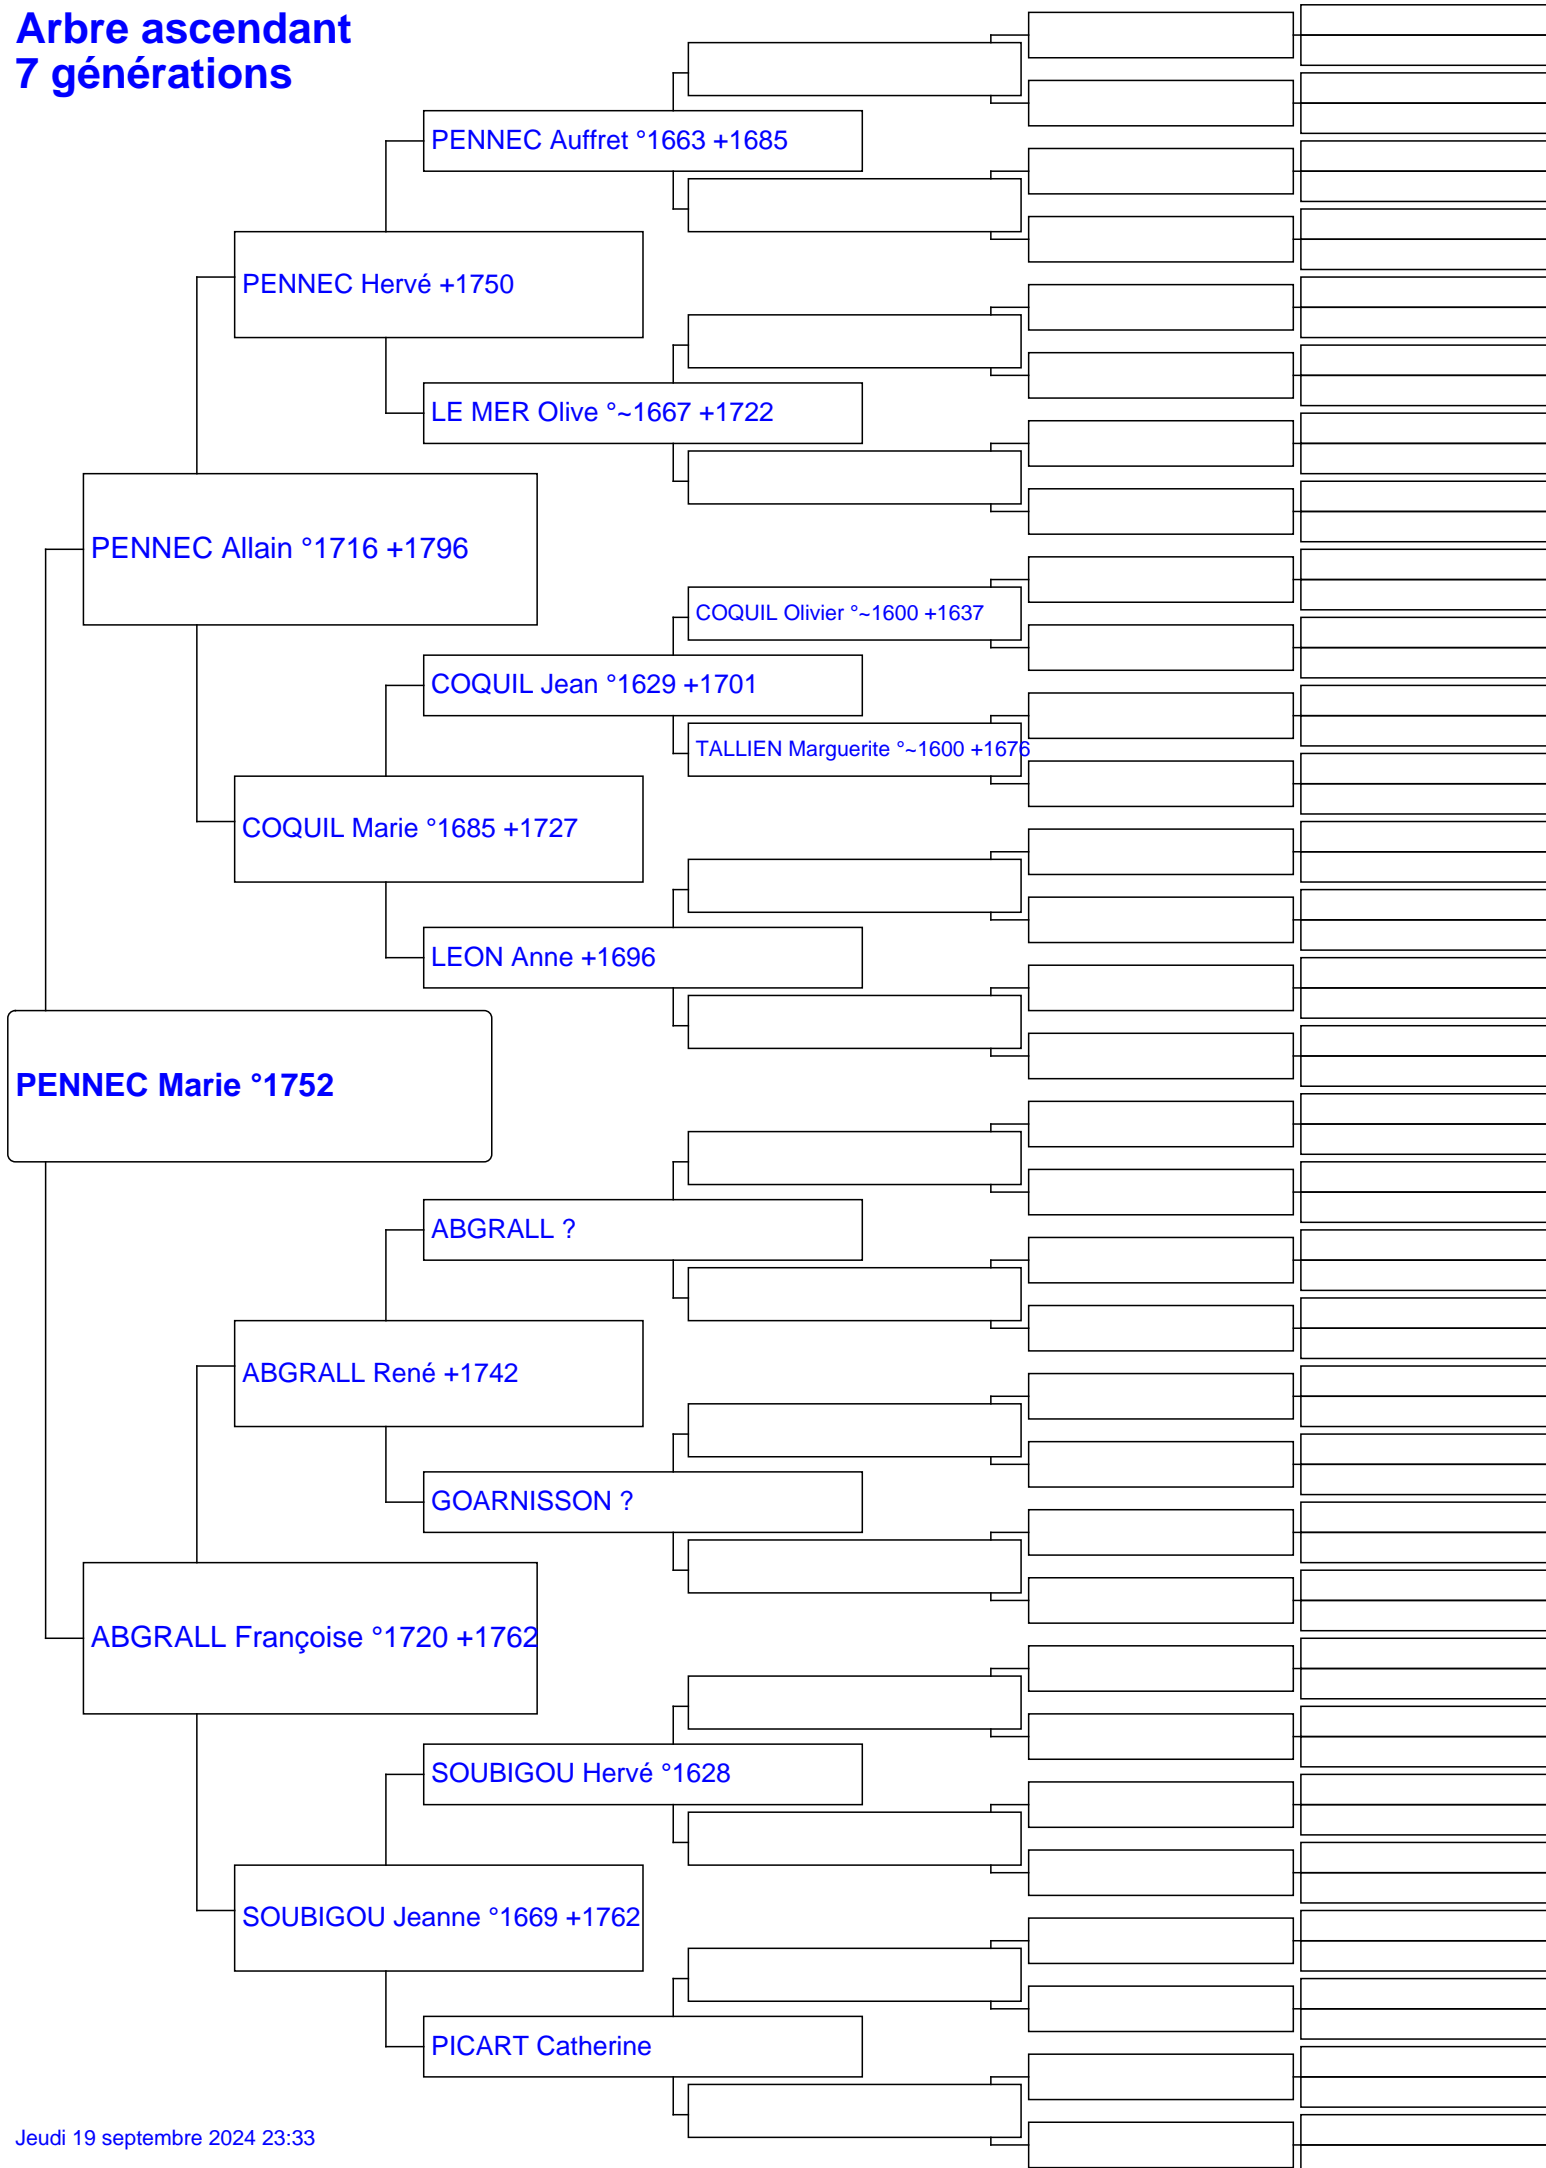 Arbre ascendant
7 générations
PENNEC Auffret °1663 +1685
PENNEC Hervé +1750
LE MER Olive °~1667 +1722
PENNEC Allain °1716 +1796
COQUIL Olivier °~1600 +1637
COQUIL Jean °1629 +1701
TALLIEN Marguerite °~1600 +1676
COQUIL Marie °1685 +1727
LEON Anne +1696
PENNEC Marie °1752
ABGRALL ?
ABGRALL René +1742
GOARNISSON ?
ABGRALL Françoise °1720 +1762
SOUBIGOU Hervé °1628
SOUBIGOU Jeanne °1669 +1762
PICART Catherine
Jeudi 19 septembre 2024 23:33